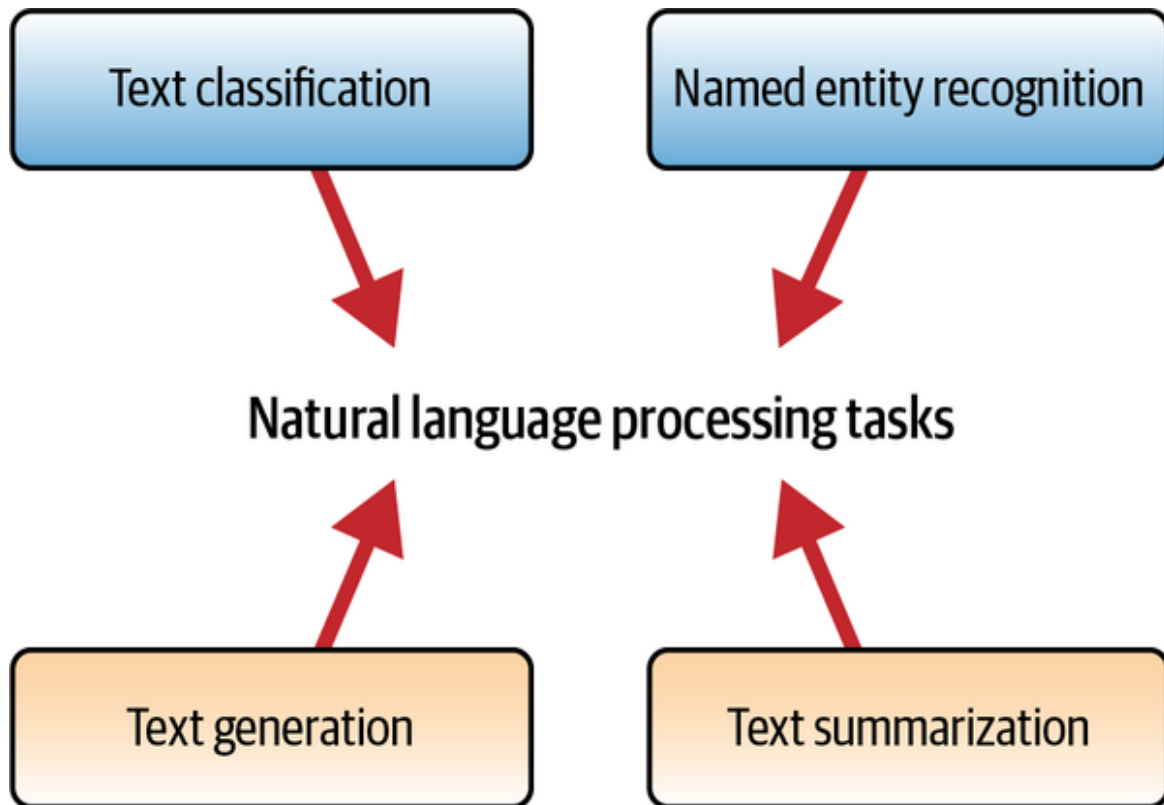 Text classification
Named entity recognition
Natural language processing tasks
Text generation
Text summarization